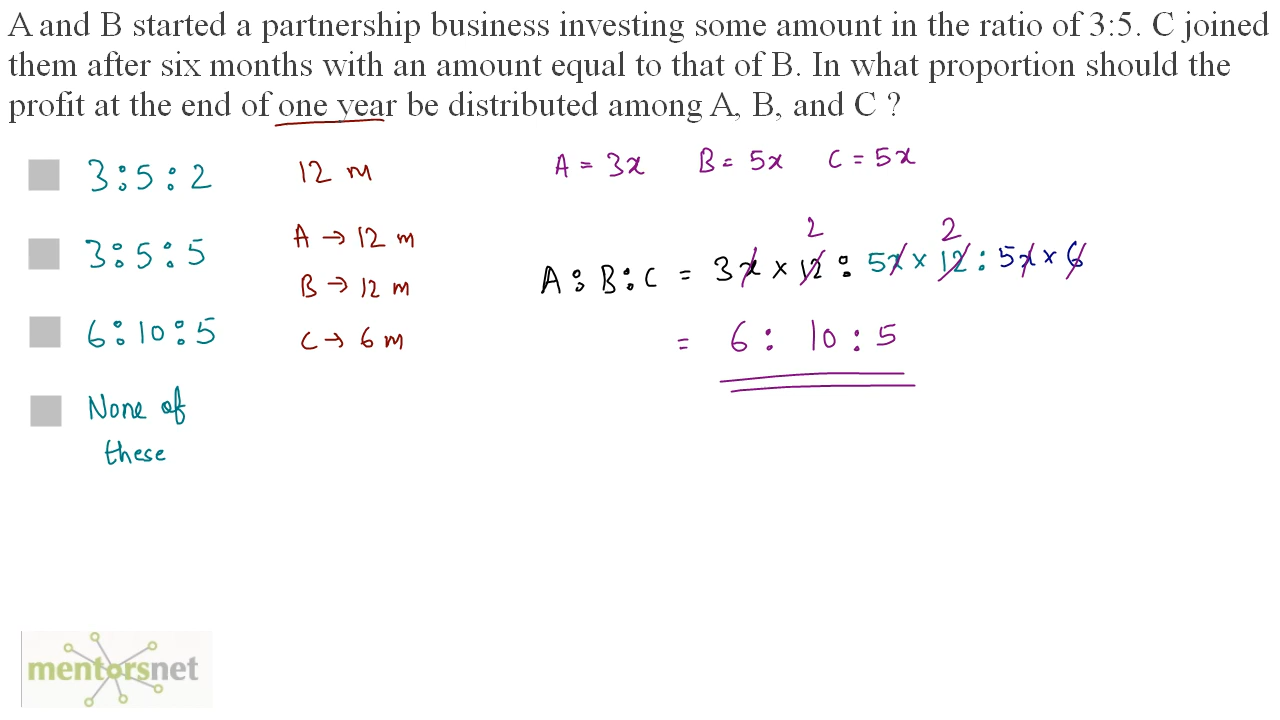 A and B started a partnership business investing some amount in the ratio of 3:5. C joined
them after six months with an amount equal to that of B. In what proportion should the
profit at the end of one year be distributed among A, B, and C ?
3:5:2
3:5:5
6:10:5
None of
these
12 m
A → 12 m
B → 12 m
C → 6 m
A = 3x B = 5x C = 5x
2 2
A:B:C = 3x × 12 : 5x × 12 : 5x × 6
= 6 : 10 : 5
mentorsnet